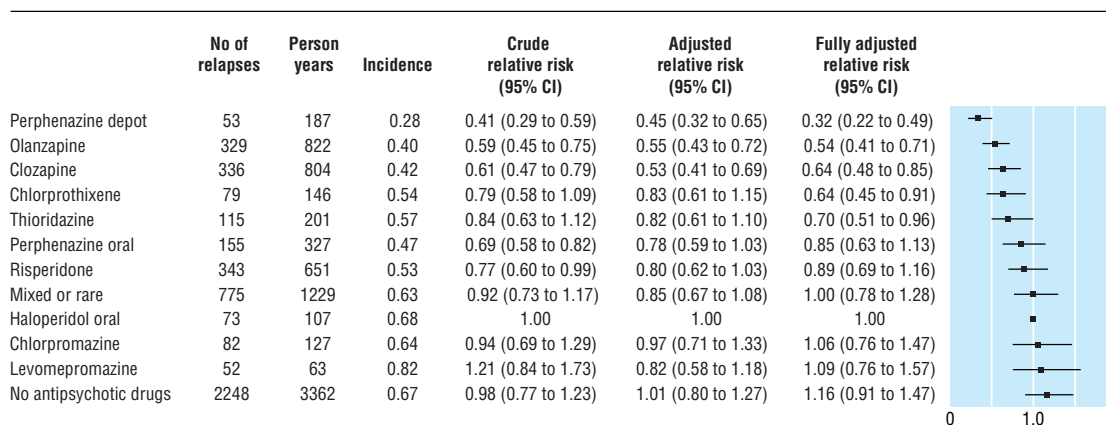 No of relapses Person years Incidence Crude relative risk (95% CI) Adjusted relative risk (95% CI) Fully adjusted relative risk (95% CI)
Perphenazine depot 53 187 0.28 0.41 (0.29 to 0.59) 0.45 (0.32 to 0.65) 0.32 (0.22 to 0.49)
Olanzapine 329 822 0.40 0.59 (0.45 to 0.75) 0.55 (0.43 to 0.72) 0.54 (0.41 to 0.71)
Clozapine 336 804 0.42 0.61 (0.47 to 0.79) 0.53 (0.41 to 0.69) 0.64 (0.48 to 0.85)
Chlorprothixene 79 146 0.54 0.79 (0.58 to 1.09) 0.83 (0.61 to 1.15) 0.64 (0.45 to 0.91)
Thioridazine 115 201 0.57 0.84 (0.63 to 1.12) 0.82 (0.61 to 1.10) 0.70 (0.51 to 0.96)
Perphenazine oral 155 327 0.47 0.69 (0.58 to 0.82) 0.78 (0.59 to 1.03) 0.85 (0.63 to 1.13)
Risperidone 343 651 0.53 0.77 (0.60 to 0.99) 0.80 (0.62 to 1.03) 0.89 (0.69 to 1.16)
Mixed or rare 775 1229 0.63 0.92 (0.73 to 1.17) 0.85 (0.67 to 1.08) 1.00 (0.78 to 1.28)
Haloperidol oral 73 107 0.68 1.00 1.00 1.00
Chlorpromazine 82 127 0.64 0.94 (0.69 to 1.29) 0.97 (0.71 to 1.33) 1.06 (0.76 to 1.47)
Levomepromazine 52 63 0.82 1.21 (0.84 to 1.73) 0.82 (0.58 to 1.18) 1.09 (0.76 to 1.57)
No antipsychotic drugs 2248 3362 0.67 0.98 (0.77 to 1.23) 1.01 (0.80 to 1.27) 1.16 (0.91 to 1.47)
0 1.0